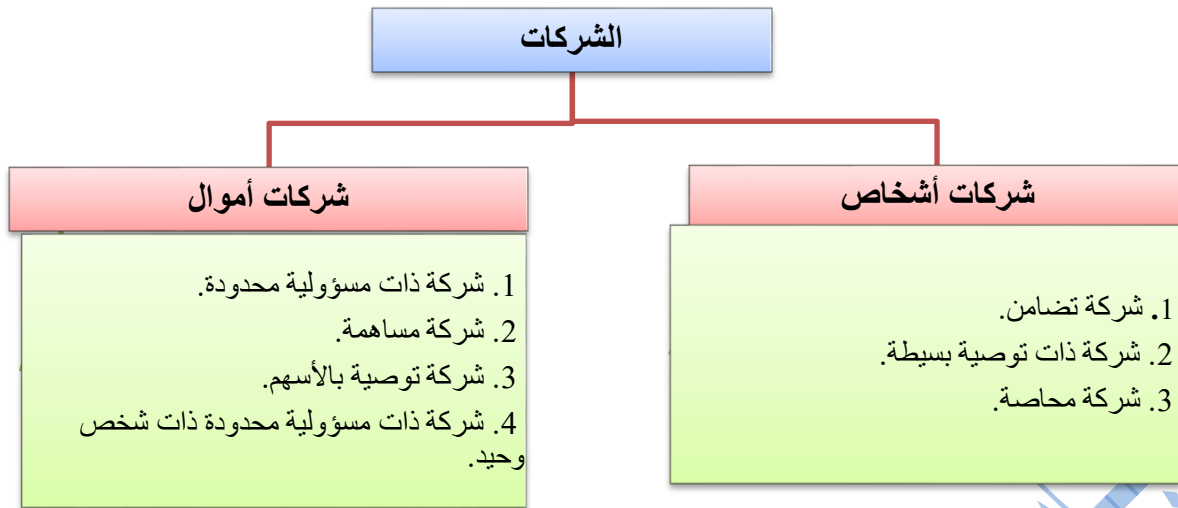 الشركات
شركات أشخاص
1. شركة تضامن.
2. شركة ذات توصية بسيطة.
3. شركة محاصة.
شركات أموال
1. شركة ذات مسؤولية محدودة.
2. شركة مساهمة.
3. شركة توصية بالأسهم.
4. شركة ذات مسؤولية محدودة ذات شخص
وحيد.